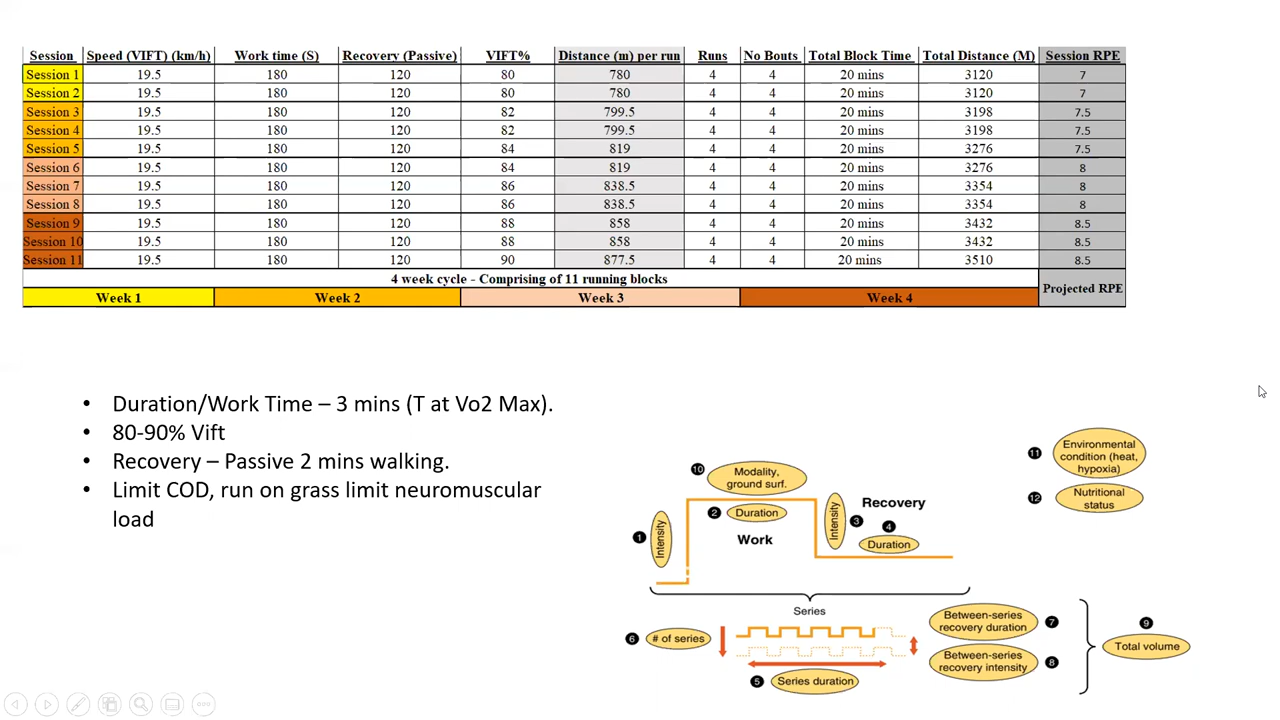 Session Speed (VIFT) (km/h) Work time (S) Recovery (Passive) VIFT% Distance (m) per run Runs No Bouts Total Block Time Total Distance (M) Session RPE
Session 1 19.5 180 120 80 780 4 4 20 mins 3120 7
Session 2 19.5 180 120 80 780 4 4 20 mins 3120 7
Session 3 19.5 180 120 82 799.5 4 4 20 mins 3198 7.5
Session 4 19.5 180 120 82 799.5 4 4 20 mins 3198 7.5
Session 5 19.5 180 120 84 819 4 4 20 mins 3276 7.5
Session 6 19.5 180 120 84 819 4 4 20 mins 3276 8
Session 7 19.5 180 120 86 838.5 4 4 20 mins 3354 8
Session 8 19.5 180 120 86 838.5 4 4 20 mins 3354 8
Session 9 19.5 180 120 88 858 4 4 20 mins 3432 8.5
Session 10 19.5 180 120 88 858 4 4 20 mins 3432 8.5
Session 11 19.5 180 120 90 877.5 4 4 20 mins 3510 8.5
4 week cycle - Comprising of 11 running blocks
Projected RPE
Week 1 Week 2 Week 3 Week 4
• Duration/Work Time – 3 mins (T at Vo2 Max).
• 80-90% Vift
• Recovery – Passive 2 mins walking.
• Limit COD, run on grass limit neuromuscular
load
10 Modality,
ground surf.
2 Duration
Work
1 Intensity
Intensity 3
Recovery
4
Duration
11 Environmental
condition (heat,
hypoxia)
12 Nutritional
status
Series
6 # of series
5 Series duration
Between-series
recovery duration 7
Between-series
recovery intensity 8
9
Total volume